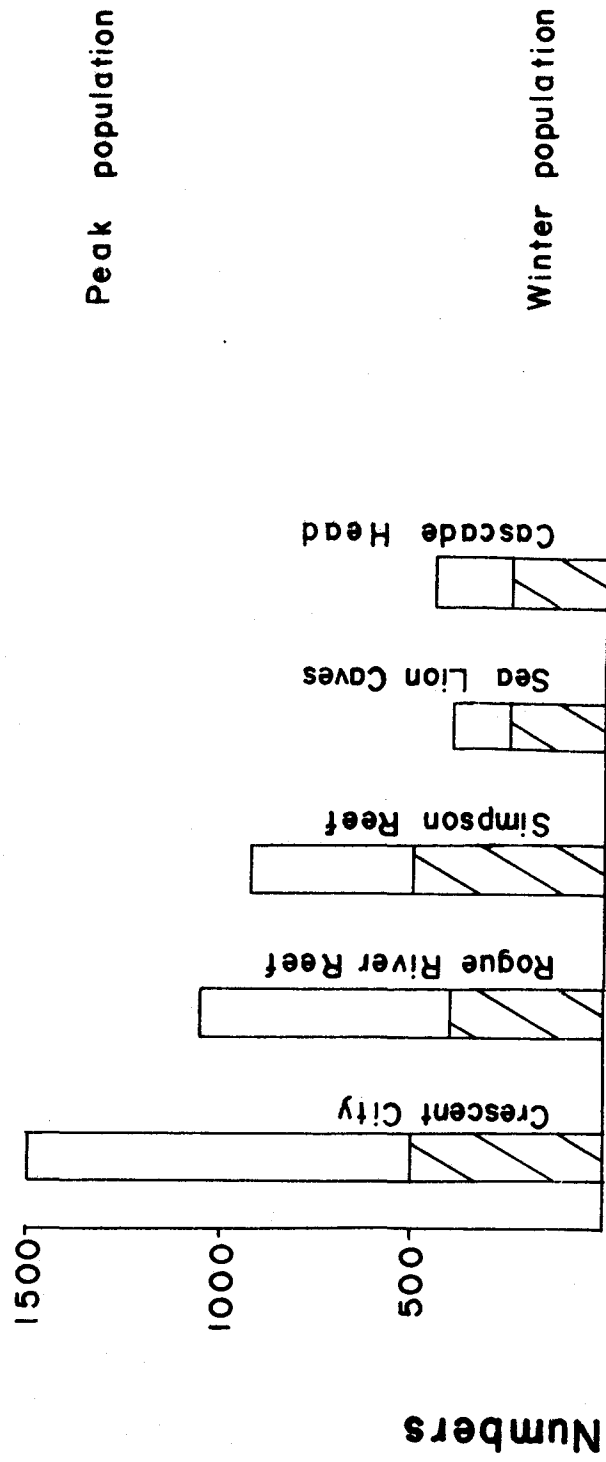 Peak population
Winter population
Cascade Head
Sea Lion Caves
Simpson Reef
Rogue River Reef
Crescent City
1500
1000
500
Numbers